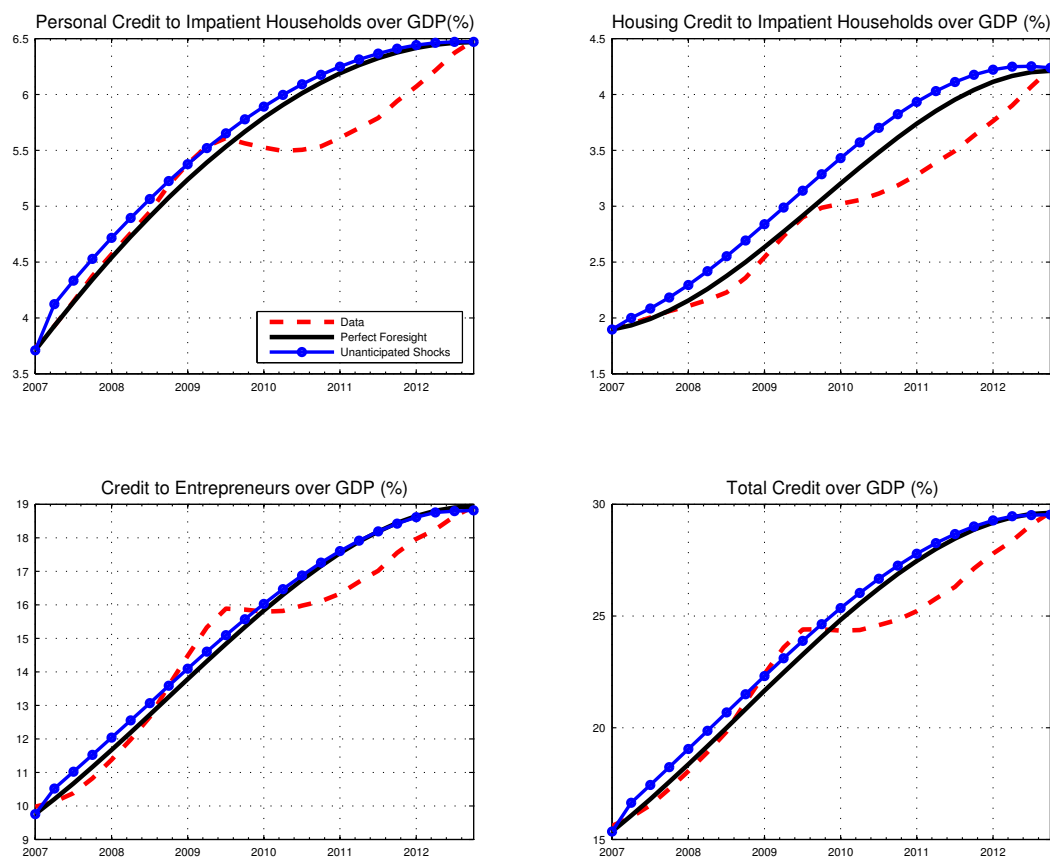 Personal Credit to Impatient Households over GDP(%)
6.5
6
5.5
5
4.5
4
3.5
2007 2008 2009 2010 2011 2012
Data
Perfect Foresight
Unanticipated Shocks
Housing Credit to Impatient Households over GDP (%)
4.5
4
3.5
3
2.5
2
1.5
2007 2008 2009 2010 2011 2012
Credit to Entrepreneurs over GDP (%)
19
18
17
16
15
14
13
12
11
10
9
2007 2008 2009 2010 2011 2012
Total Credit over GDP (%)
30
25
20
15
2007 2008 2009 2010 2011 2012